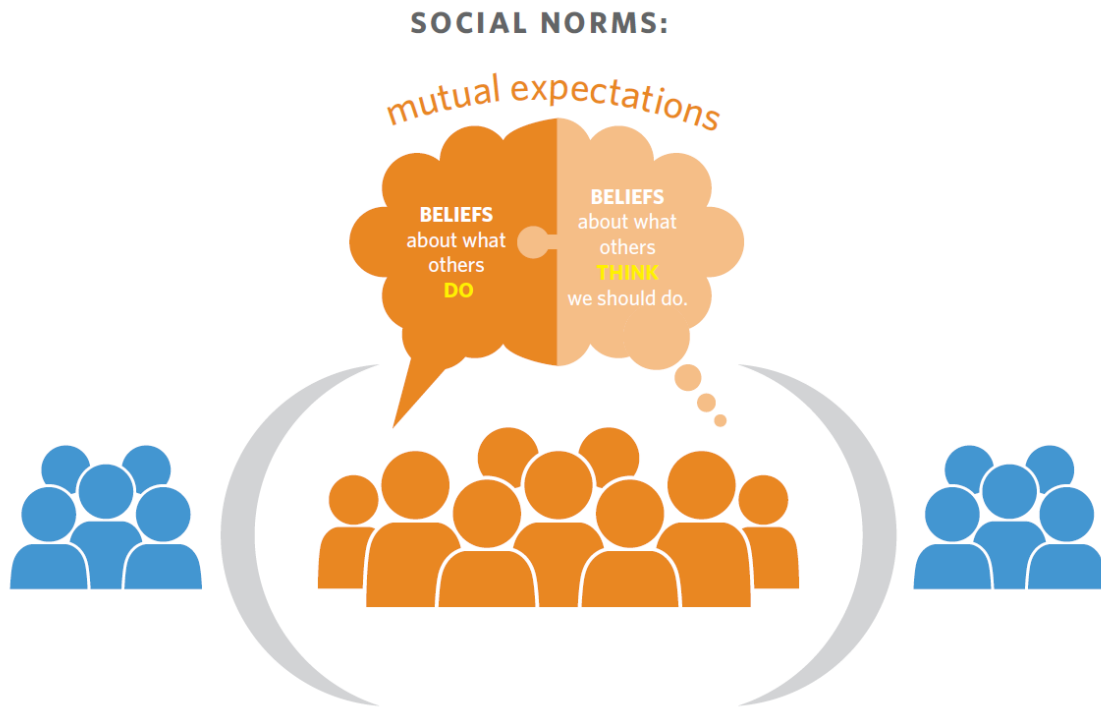 SOCIAL NORMS:
mutual expectations
BELIEFS
about what
others
DO
BELIEFS
about what
others
THINK
we should do.